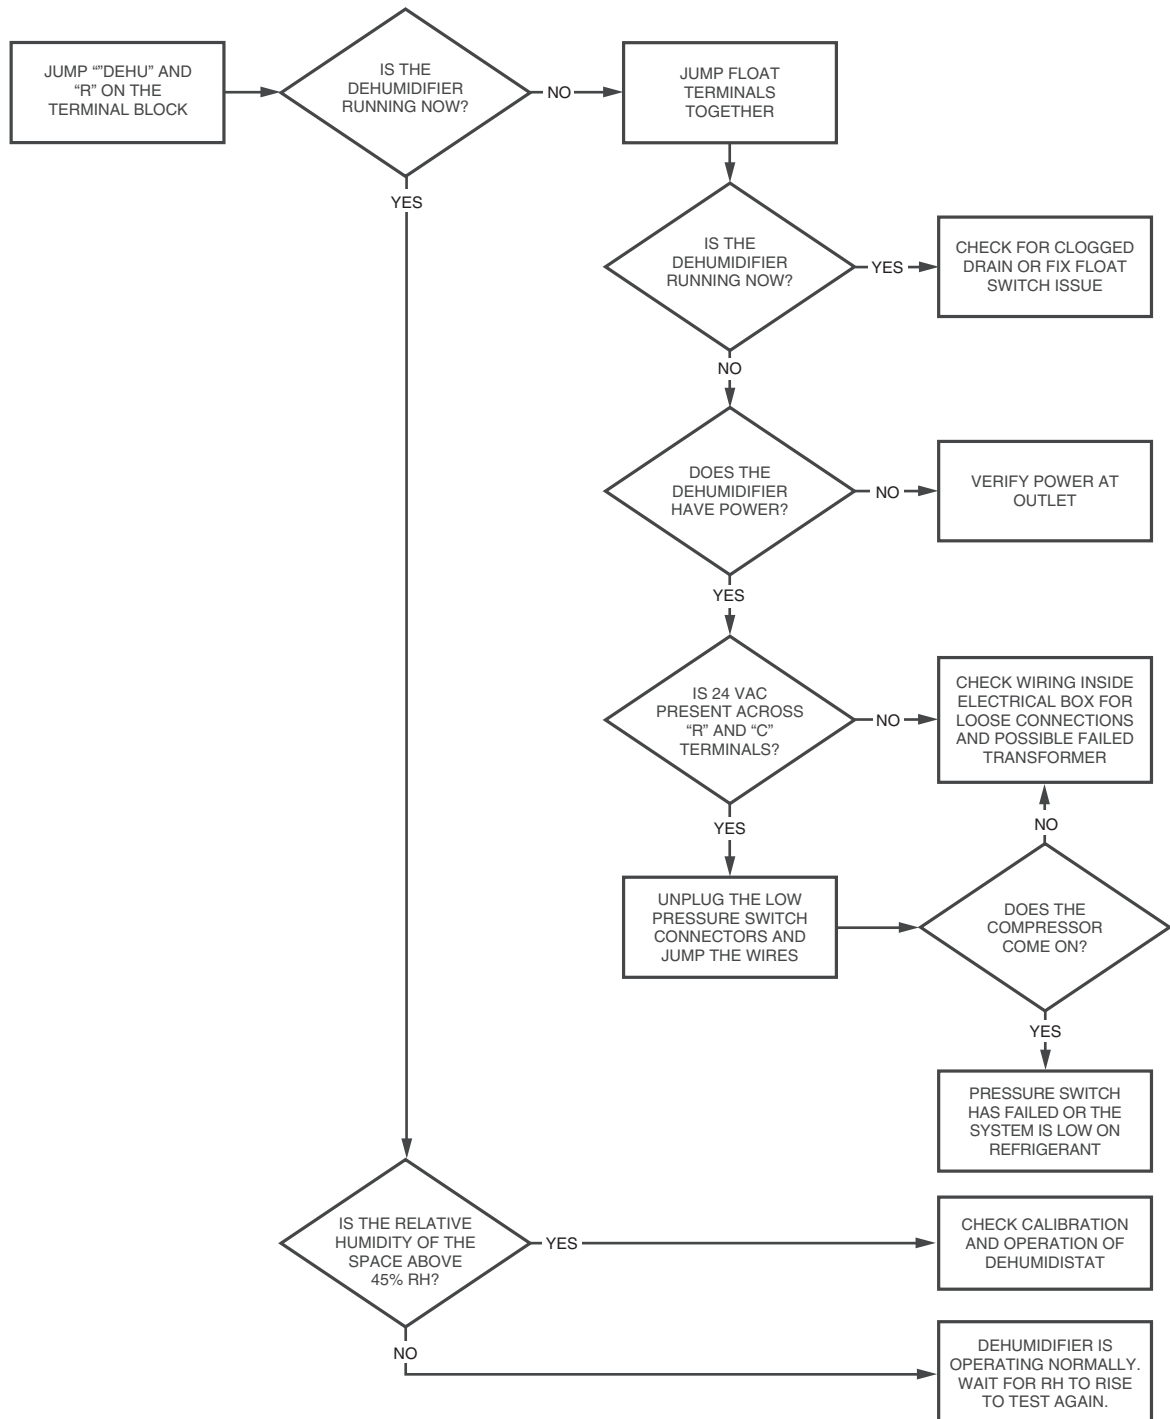 JUMP “”DEHU” AND
“R” ON THE
TERMINAL BLOCK
IS THE
DEHUMIDIFIER
RUNNING NOW?
NO
JUMP FLOAT
TERMINALS
TOGETHER
YES
IS THE
DEHUMIDIFIER
RUNNING NOW?
YES
CHECK FOR CLOGGED
DRAIN OR FIX FLOAT
SWITCH ISSUE
NO
DOES THE
DEHUMIDIFIER
HAVE POWER?
NO
VERIFY POWER AT
OUTLET
YES
IS 24 VAC
PRESENT ACROSS
“R” AND “C”
TERMINALS?
NO
CHECK WIRING INSIDE
ELECTRICAL BOX FOR
LOOSE CONNECTIONS
AND POSSIBLE FAILED
TRANSFORMER
YES
NO
UNPLUG THE LOW
PRESSURE SWITCH
CONNECTORS AND
JUMP THE WIRES
DOES THE
COMPRESSOR
COME ON?
YES
PRESSURE SWITCH
HAS FAILED OR THE
SYSTEM IS LOW ON
REFRIGERANT
IS THE RELATIVE
HUMIDITY OF THE
SPACE ABOVE
45% RH?
YES
CHECK CALIBRATION
AND OPERATION OF
DEHUMIDISTAT
NO
DEHUMIDIFIER IS
OPERATING NORMALLY.
WAIT FOR RH TO RISE
TO TEST AGAIN.